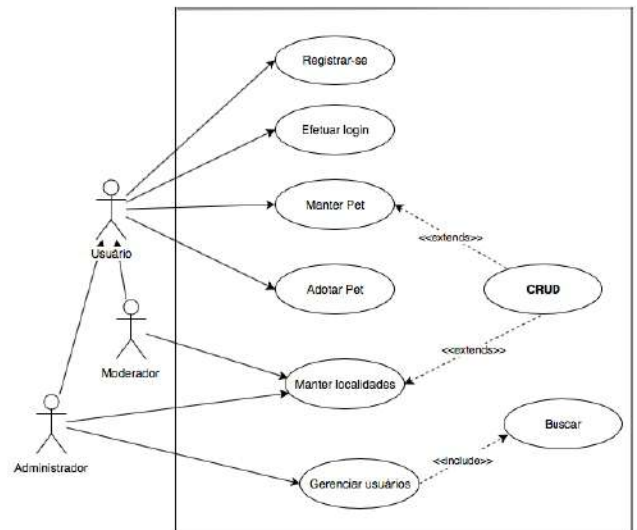 Registrar-se
Efetuar login
Manter Pet
<<extends>>
Usuário
Adotar Pet
CRUD
<<extends>>
Moderador
Manter localidades
Buscar
<<include>>
Administrador
Gerenciar usuários